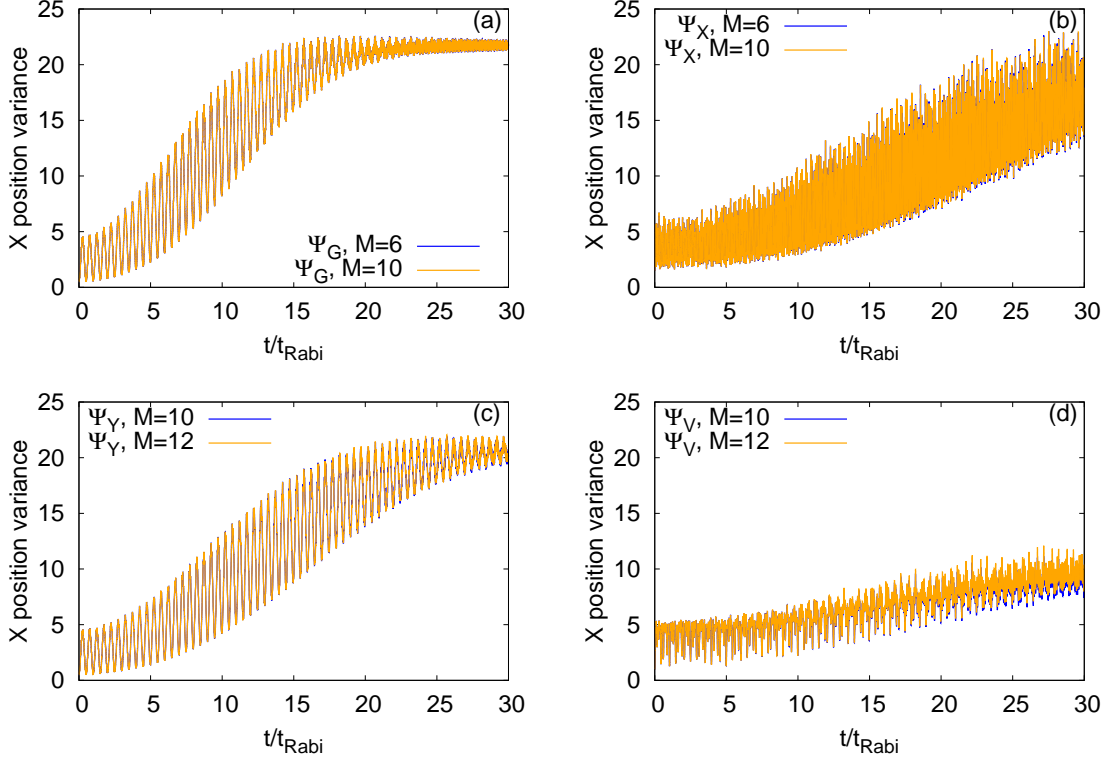 (a)
X position variance
25
20
15
10
5
0
Ψ_G, M=6
Ψ_G, M=10
0 5 10 15 20 25 30
t/t_Rabi
(b)
X position variance
25
20
15
10
5
0
Ψ_X, M=6
Ψ_X, M=10
0 5 10 15 20 25 30
t/t_Rabi
(c)
X position variance
25
20
15
10
5
0
Ψ_Y, M=10
Ψ_Y, M=12
0 5 10 15 20 25 30
t/t_Rabi
(d)
X position variance
25
20
15
10
5
0
Ψ_V, M=10
Ψ_V, M=12
0 5 10 15 20 25 30
t/t_Rabi